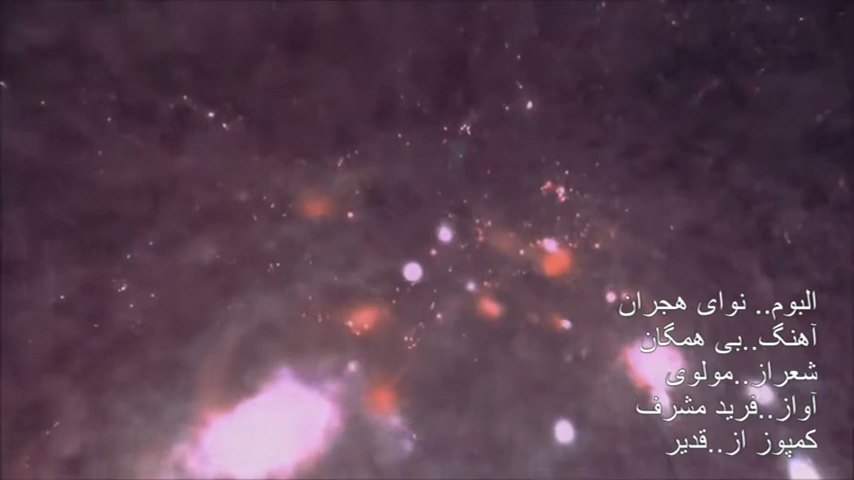 البوم.. نوای هجران
آهنگ..بی همگان
شعراز..مولوی
آواز..فرید مشرف
کمپوز از..قدیر